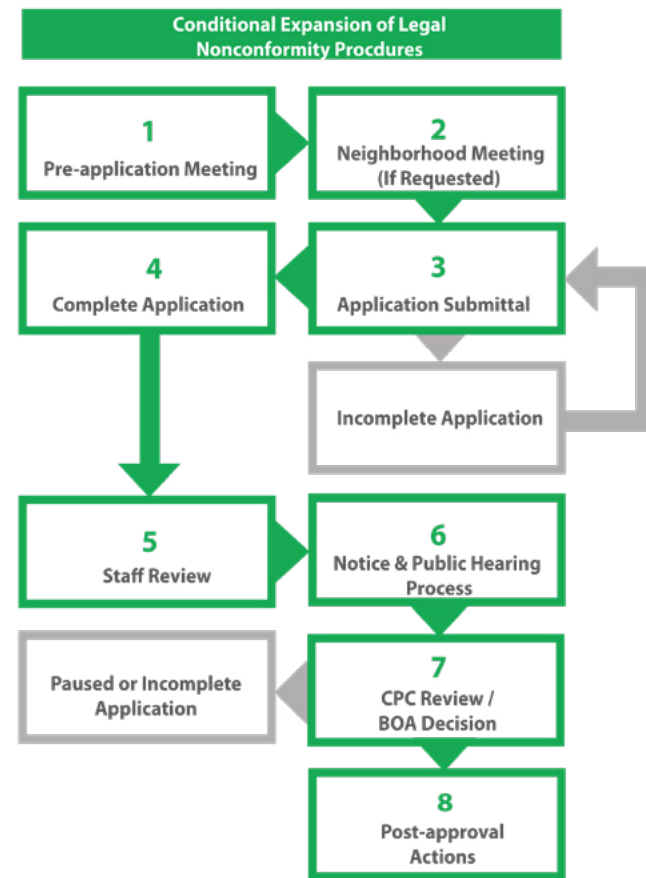 Conditional Expansion of Legal
Nonconformity Procdures
1
Pre-application Meeting
2
Neighborhood Meeting
(If Requested)
4
Complete Application
3
Application Submittal
Incomplete Application
5
Staff Review
6
Notice & Public Hearing
Process
Paused or Incomplete
Application
7
CPC Review /
BOA Decision
8
Post-approval
Actions